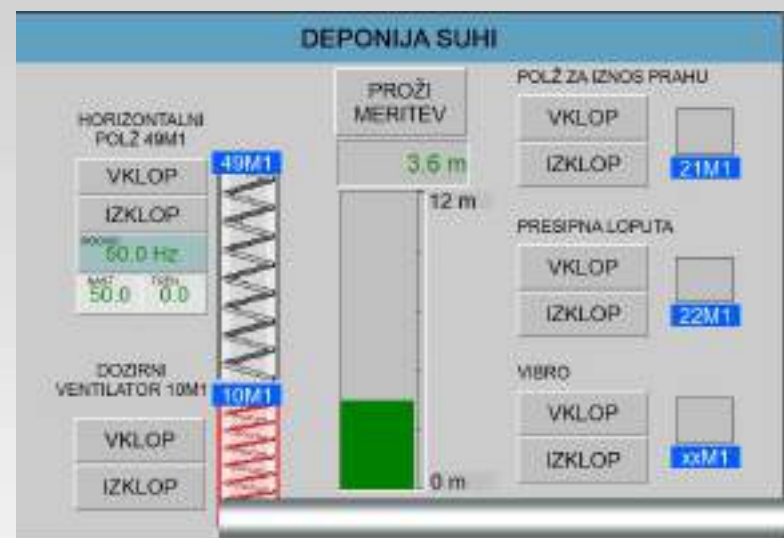 DEPONIJA SUHI
HORIZONTALNI
POLŽ 49M1
VKLOP
IZKLOP
50.0 Hz
50.0 0.0
49M1
DOZIRNI
VENTILATOR 10M1
10M1
VKLOP
IZKLOP
PROŽI
MERITEV
3.6 m
12 m
0 m
POLŽ ZA IZNOS PRAHU
VKLOP
IZKLOP
21M1
PRESIPNA LOPUTA
VKLOP
IZKLOP
22M1
VIBRO
VKLOP
IZKLOP
xxM1